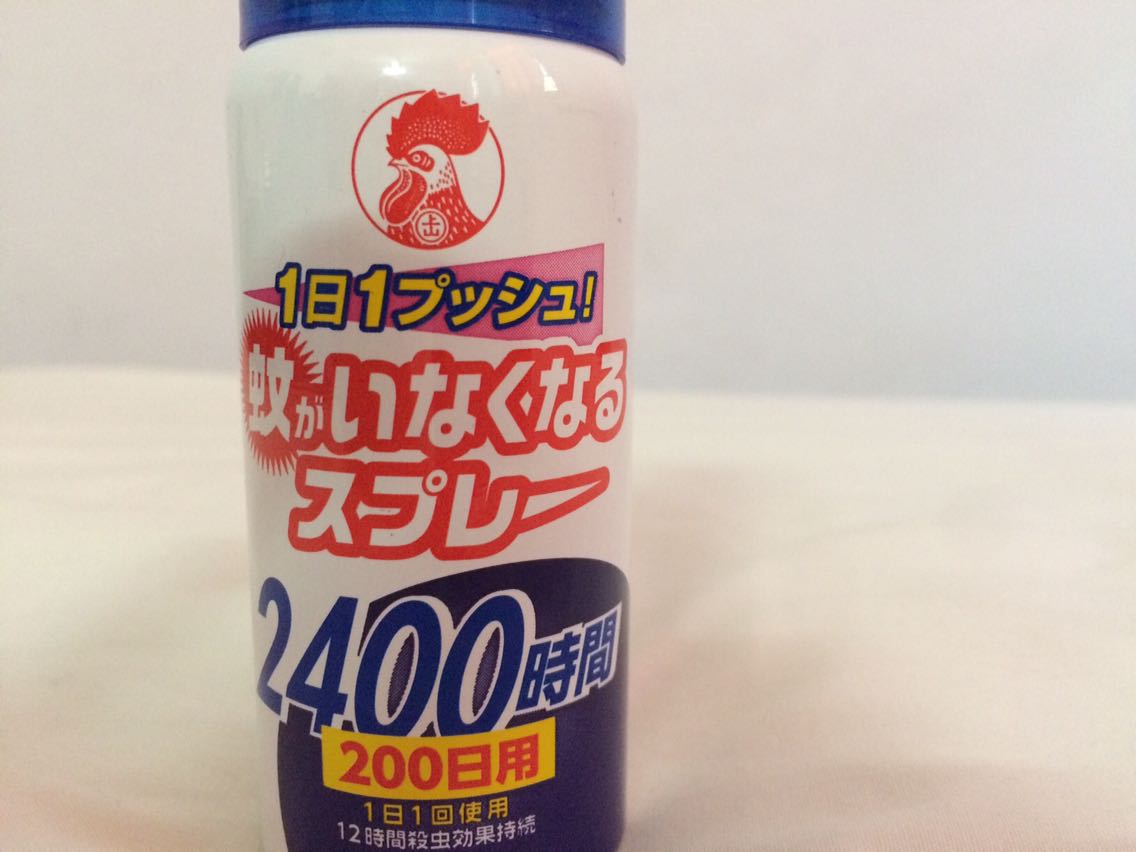 1日1プッシュ!
蚊がいなくなる
スプレー
2400時間
200日用
1日1回使用
12時間殺虫効果持続